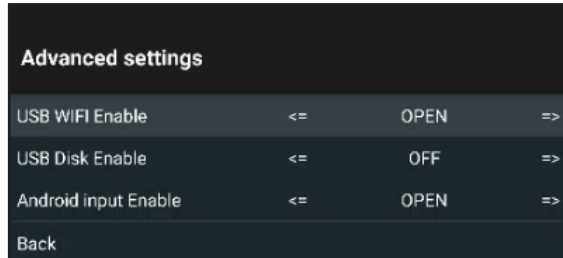 Advanced settings
USB WIFI Enable <= OPEN =>
USB Disk Enable <= OFF =>
Android input Enable <= OPEN =>
Back